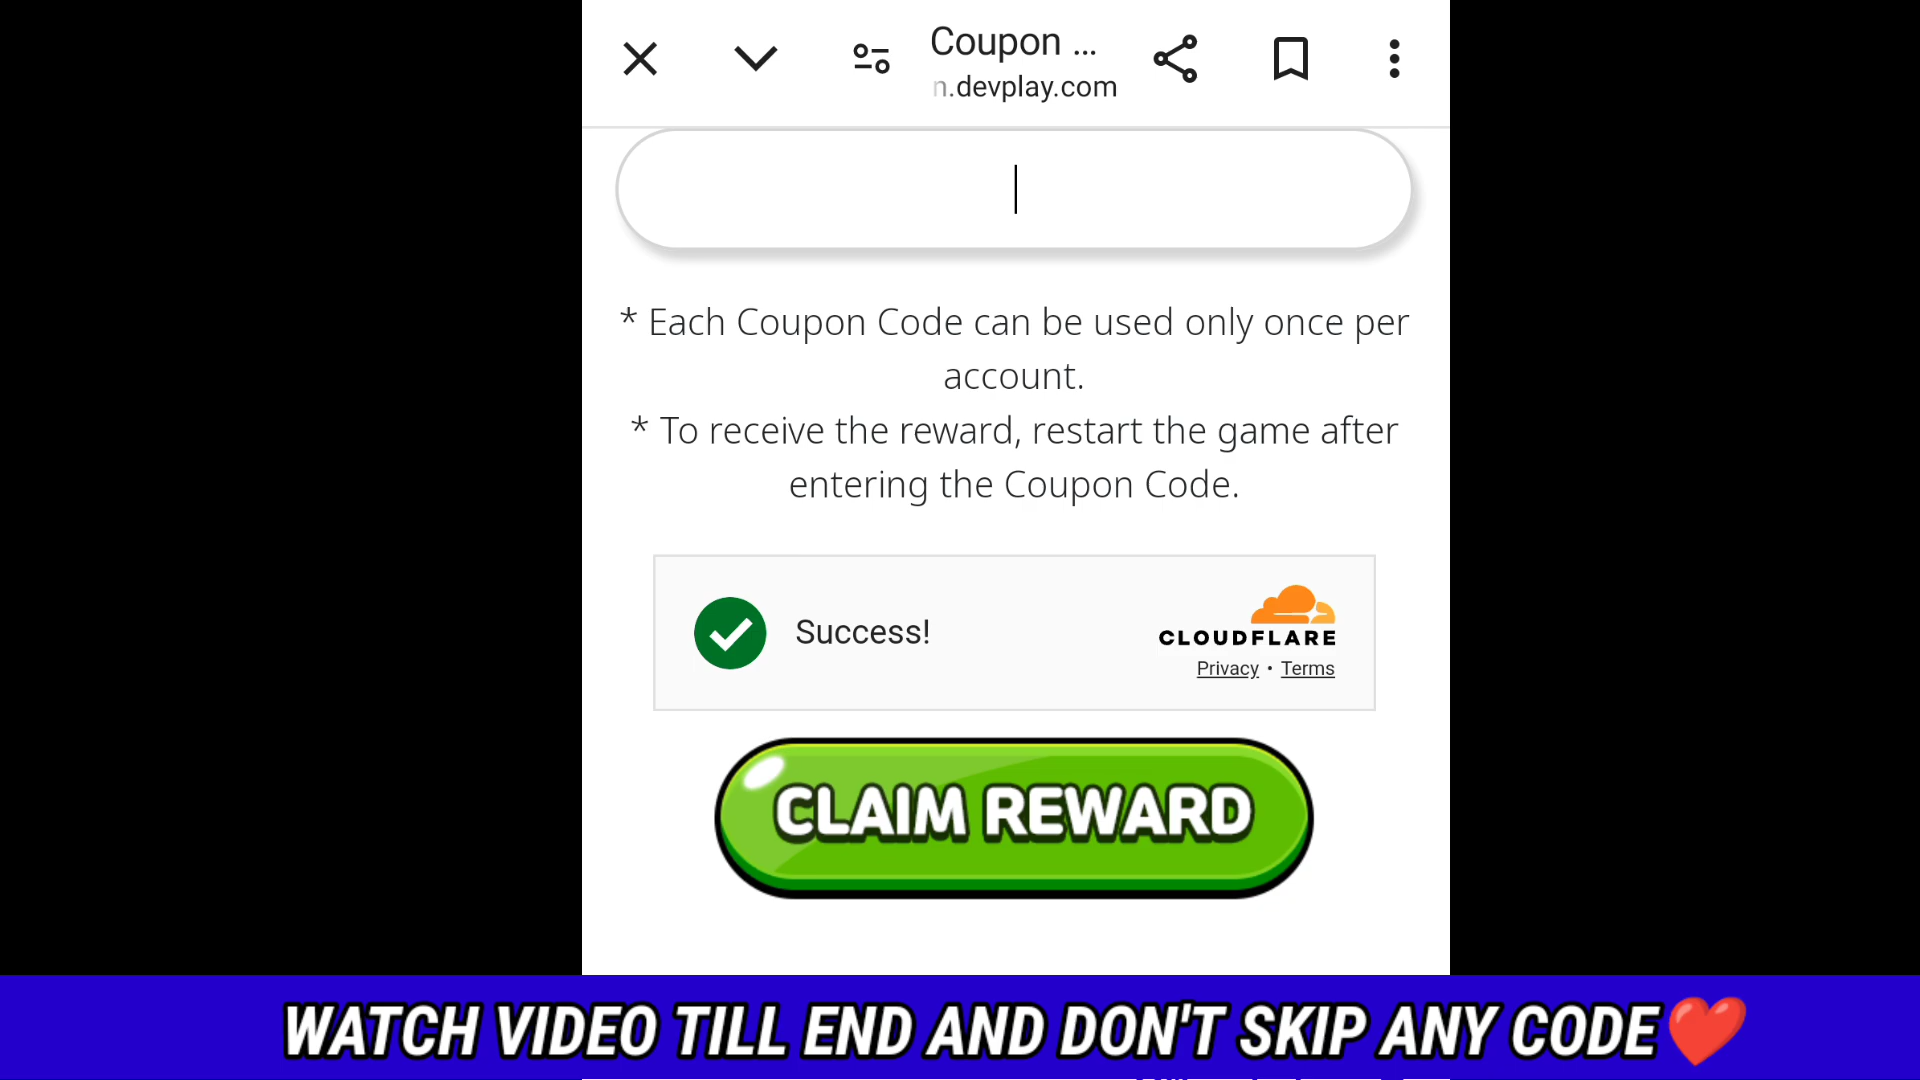 Coupon ...
n.devplay.com
* Each Coupon Code can be used only once per
account.
* To receive the reward, restart the game after
entering the Coupon Code.
Success!
CLOUDFLARE
Privacy • Terms
CLAIM REWARD
WATCH VIDEO TILL END AND DON'T SKIP ANY CODE❤️